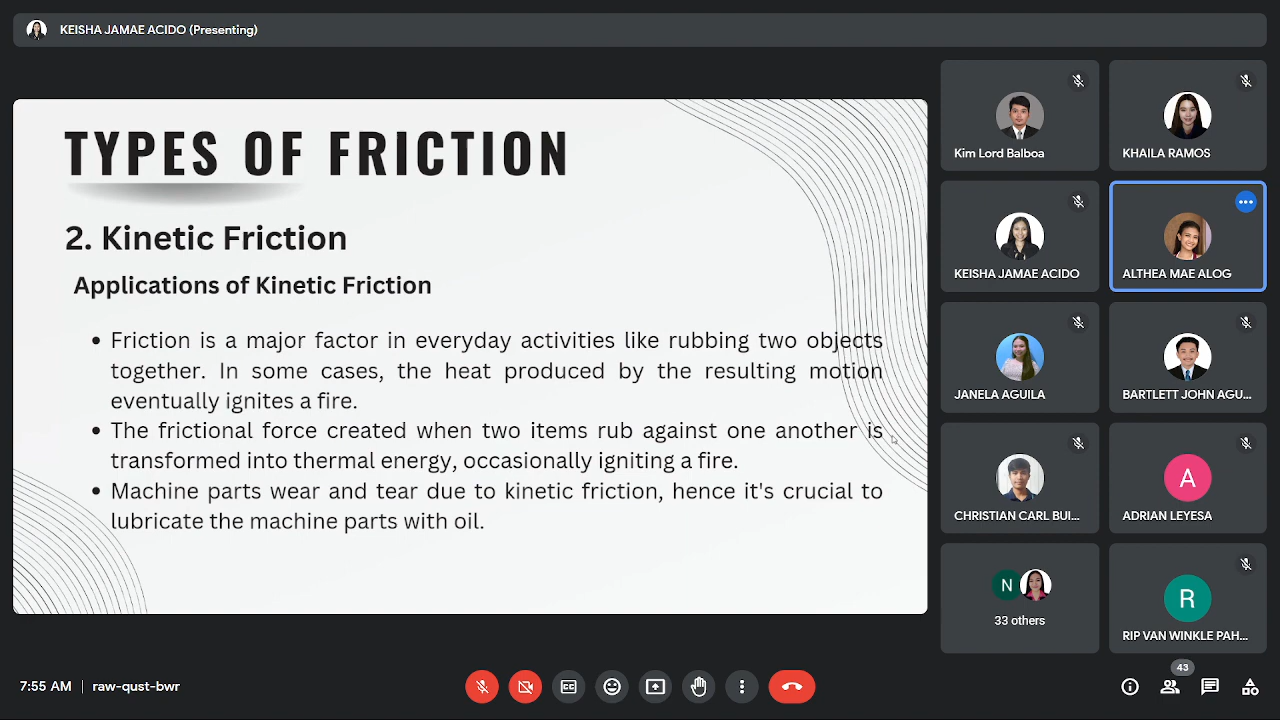 KEISHA JAMAE ACIDO (Presenting)
TYPES OF FRICTION
2. Kinetic Friction
Applications of Kinetic Friction
• Friction is a major factor in everyday activities like rubbing two objects
together. In some cases, the heat produced by the resulting motion
eventually ignites a fire.
• The frictional force created when two items rub against one another is
transformed into thermal energy, occasionally igniting a fire.
• Machine parts wear and tear due to kinetic friction, hence it's crucial to
lubricate the machine parts with oil.
Kim Lord Balboa
KHAILA RAMOS
KEISHA JAMAE ACIDO
ALTHEA MAE ALOG
JANELA AGUILA
BARTLETT JOHN AGU...
CHRISTIAN CARL BUI...
A
ADRIAN LEYESA
N
33 others
R
RIP VAN WINKLE PAH...
7:55 AM | raw-qust-bwr
43